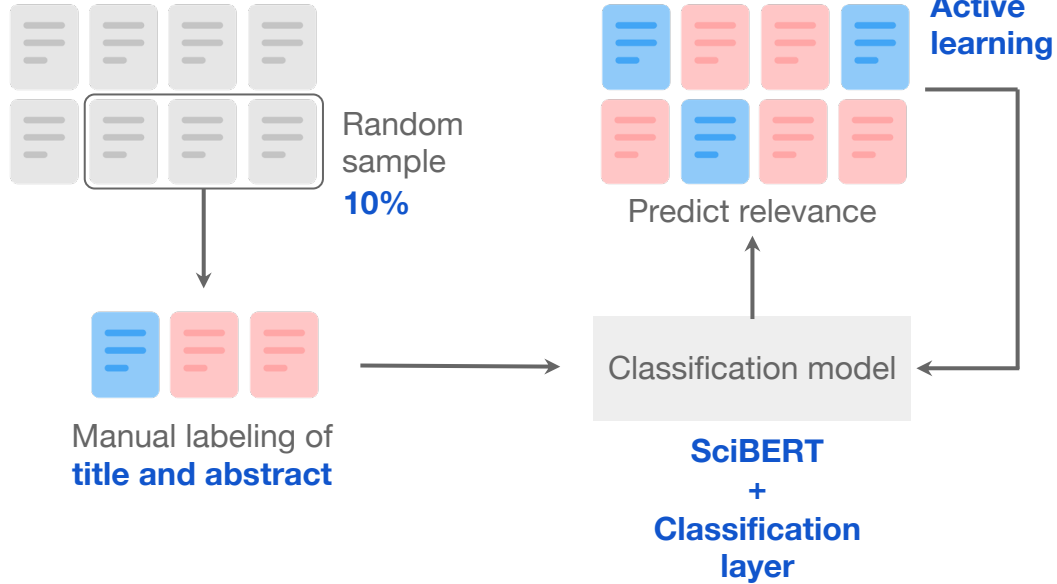 Random
sample
10%
Manual labeling of
title and abstract
Active
learning
Predict relevance
Classification model
SciBERT
+
Classification
layer